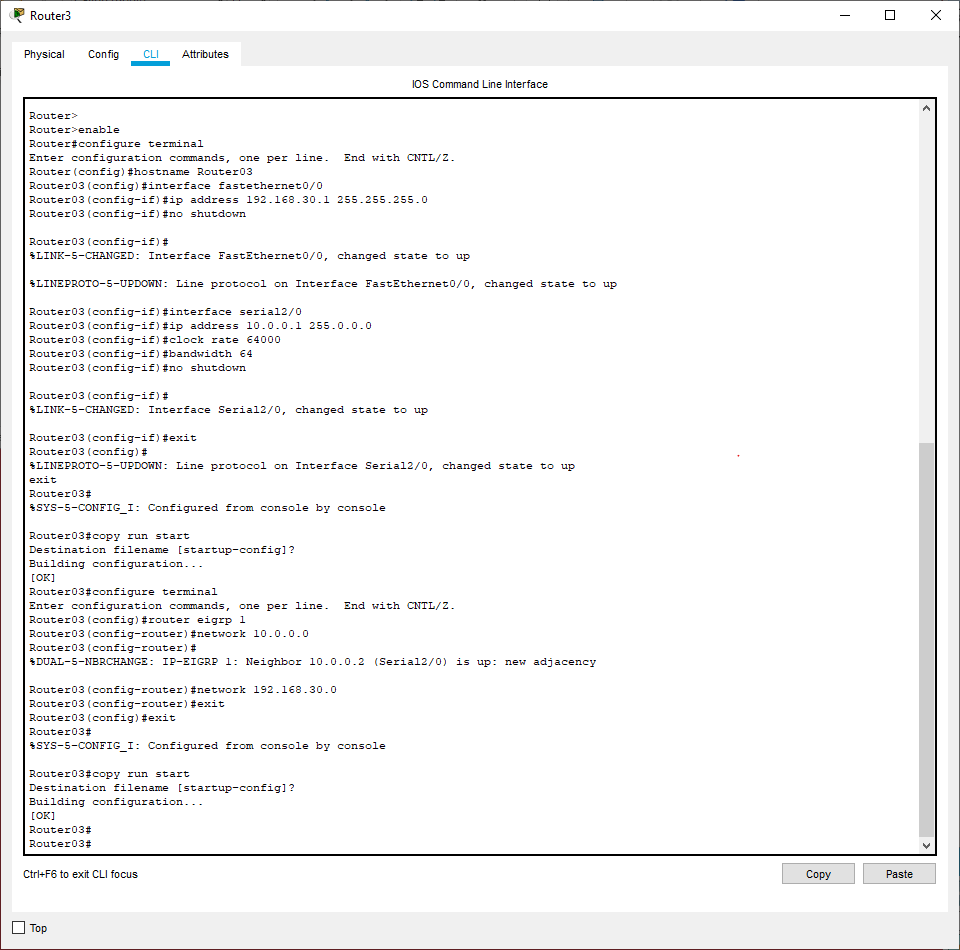 Router3
Physical Config CLI Attributes
IOS Command Line Interface
Router>
Router>enable
Router#configure terminal
Enter configuration commands, one per line.  End with CNTL/Z.
Router(config)#hostname Router03
Router03(config)#interface fastethernet0/0
Router03(config-if)#ip address 192.168.30.1 255.255.255.0
Router03(config-if)#no shutdown
Router03(config-if)#
%LINK-5-CHANGED: Interface FastEthernet0/0, changed state to up
%LINEPROTO-5-UPDOWN: Line protocol on Interface FastEthernet0/0, changed state to up
Router03(config-if)#interface serial2/0
Router03(config-if)#ip address 10.0.0.1 255.0.0.0
Router03(config-if)#clock rate 64000
Router03(config-if)#bandwidth 64
Router03(config-if)#no shutdown
Router03(config-if)#
%LINK-5-CHANGED: Interface Serial2/0, changed state to up
Router03(config-if)#exit
Router03(config)#
%LINEPROTO-5-UPDOWN: Line protocol on Interface Serial2/0, changed state to up
exit
Router03#
%SYS-5-CONFIG_I: Configured from console by console
Router03#copy run start
Destination filename [startup-config]?
Building configuration...
[OK]
Router03#configure terminal
Enter configuration commands, one per line.  End with CNTL/Z.
Router03(config)#router eigrp 1
Router03(config-router)#network 10.0.0.0
Router03(config-router)#
%DUAL-5-NBRCHANGE: IP-EIGRP 1: Neighbor 10.0.0.2 (Serial2/0) is up: new adjacency
Router03(config-router)#network 192.168.30.0
Router03(config-router)#exit
Router03(config)#exit
Router03#
%SYS-5-CONFIG_I: Configured from console by console
Router03#copy run start
Destination filename [startup-config]?
Building configuration...
[OK]
Router03#
Router03#
Ctrl+F6 to exit CLI focus
Copy Paste
Top